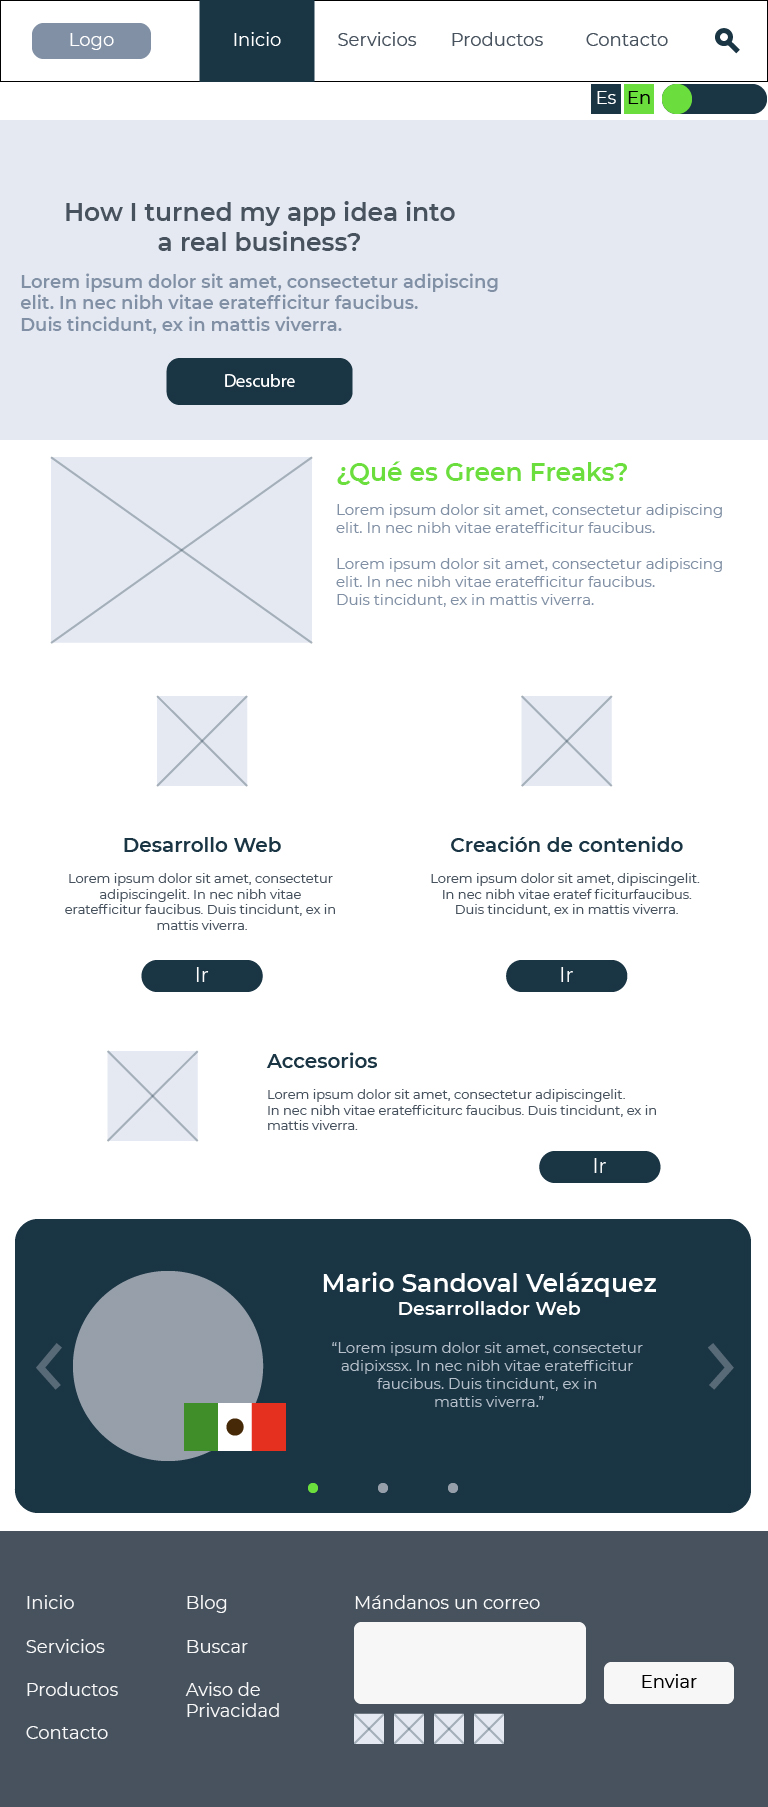 Logo
Inicio
Servicios
Productos
Contacto
Es
En
How I turned my app idea into
a real business?
Lorem ipsum dolor sit amet, consectetur adipiscing
elit. In nec nibh vitae eratefficitur faucibus.
Duis tincidunt, ex in mattis viverra.
Descubre
¿Qué es Green Freaks?
Lorem ipsum dolor sit amet, consectetur adipiscing
elit. In nec nibh vitae eratefficitur faucibus.
Lorem ipsum dolor sit amet, consectetur adipiscing
elit. In nec nibh vitae eratefficitur faucibus.
Duis tincidunt, ex in mattis viverra.
Desarrollo Web
Lorem ipsum dolor sit amet, consectetur
adipiscingelit. In nec nibh vitae
eratefficitur faucibus. Duis tincidunt, ex in
mattis viverra.
Ir
Creación de contenido
Lorem ipsum dolor sit amet, dipiscingelit.
In nec nibh vitae eratef ficiturfaucibus.
Duis tincidunt, ex in mattis viverra.
Ir
Accesorios
Lorem ipsum dolor sit amet, consectetur adipiscingelit.
In nec nibh vitae eratefficiturc faucibus. Duis tincidunt, ex in
mattis viverra.
Ir
Mario Sandoval Velázquez
Desarrollador Web
“Lorem ipsum dolor sit amet, consectetur
adipixssx. In nec nibh vitae eratefficitur
faucibus. Duis tincidunt, ex in
mattis viverra.”
Inicio
Servicios
Productos
Contacto
Blog
Buscar
Aviso de
Privacidad
Mándanos un correo
Enviar